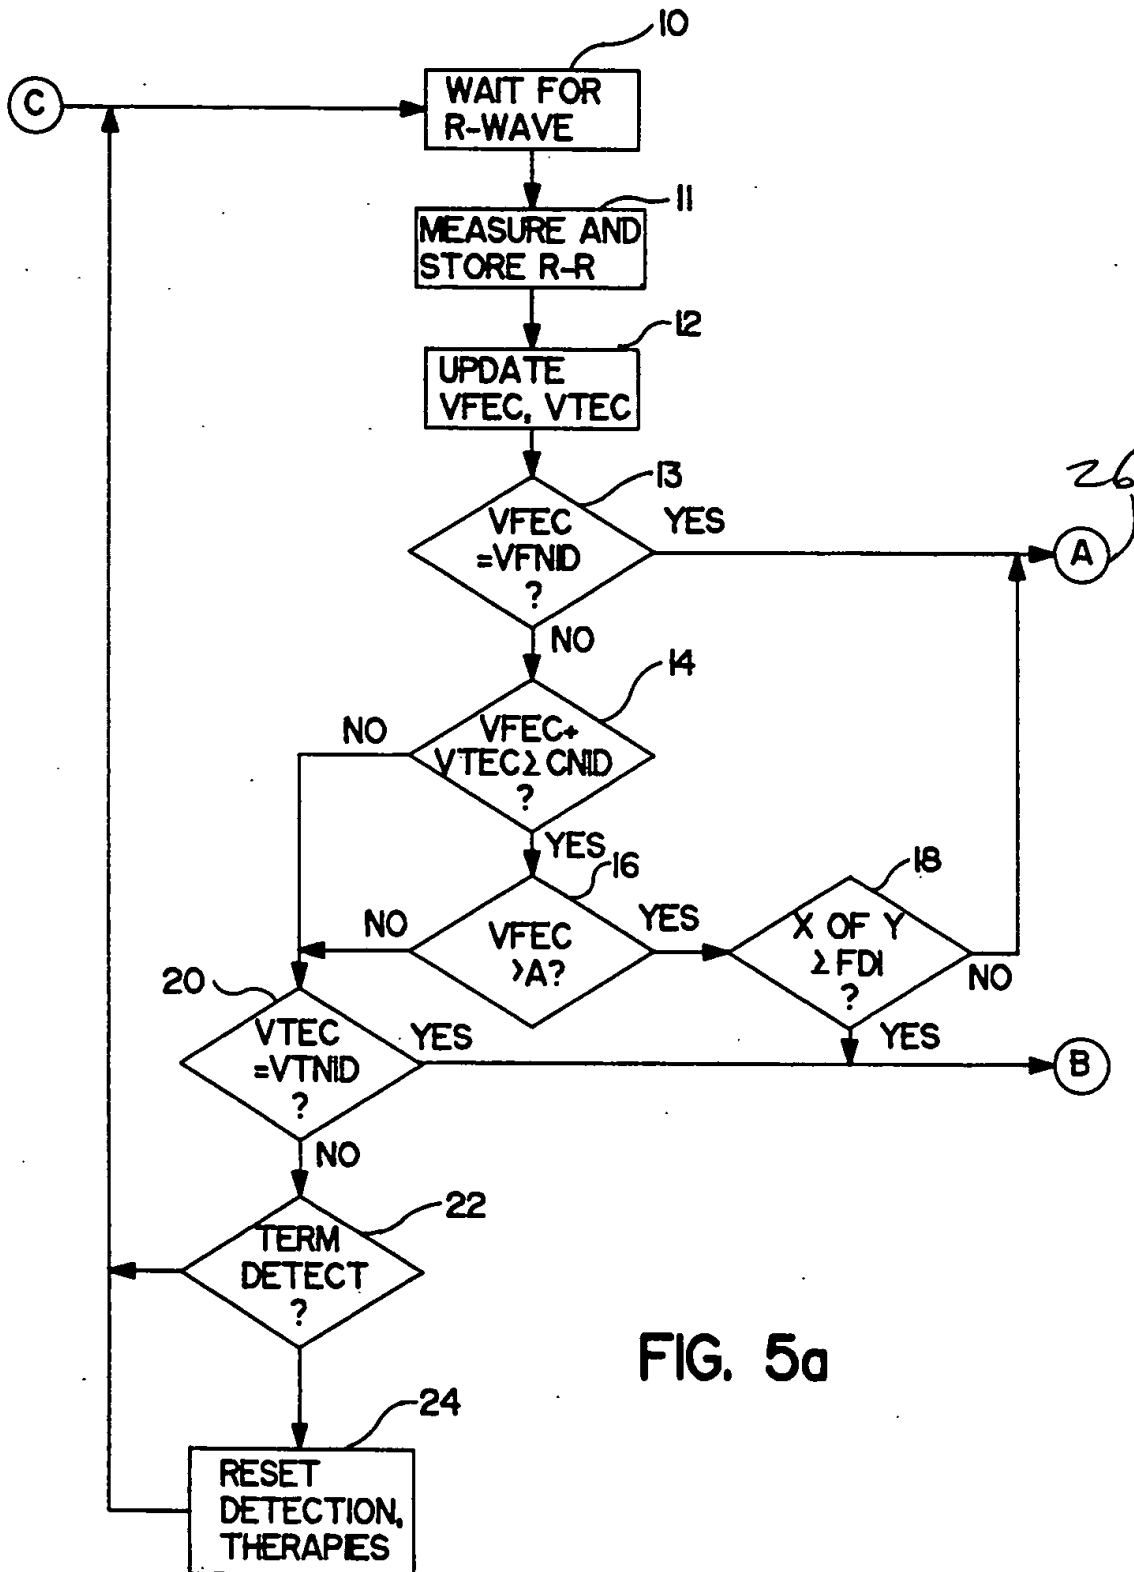 10
C
WAIT FOR
R-WAVE
11
MEASURE AND
STORE R-R
12
UPDATE
VFEC, VTEC
13
VFEC
=VFNID
?
YES
26
A
NO
14
VFEC+
VTEC≥ CNID
?
NO
YES
16
VFEC
>A?
NO
YES
18
X OF Y
≥ FDI
?
NO
YES
20
VTEC
=VTNID
?
YES
B
NO
22
TERM
DETECT
?
FIG. 5a
24
RESET
DETECTION,
THERAPIES